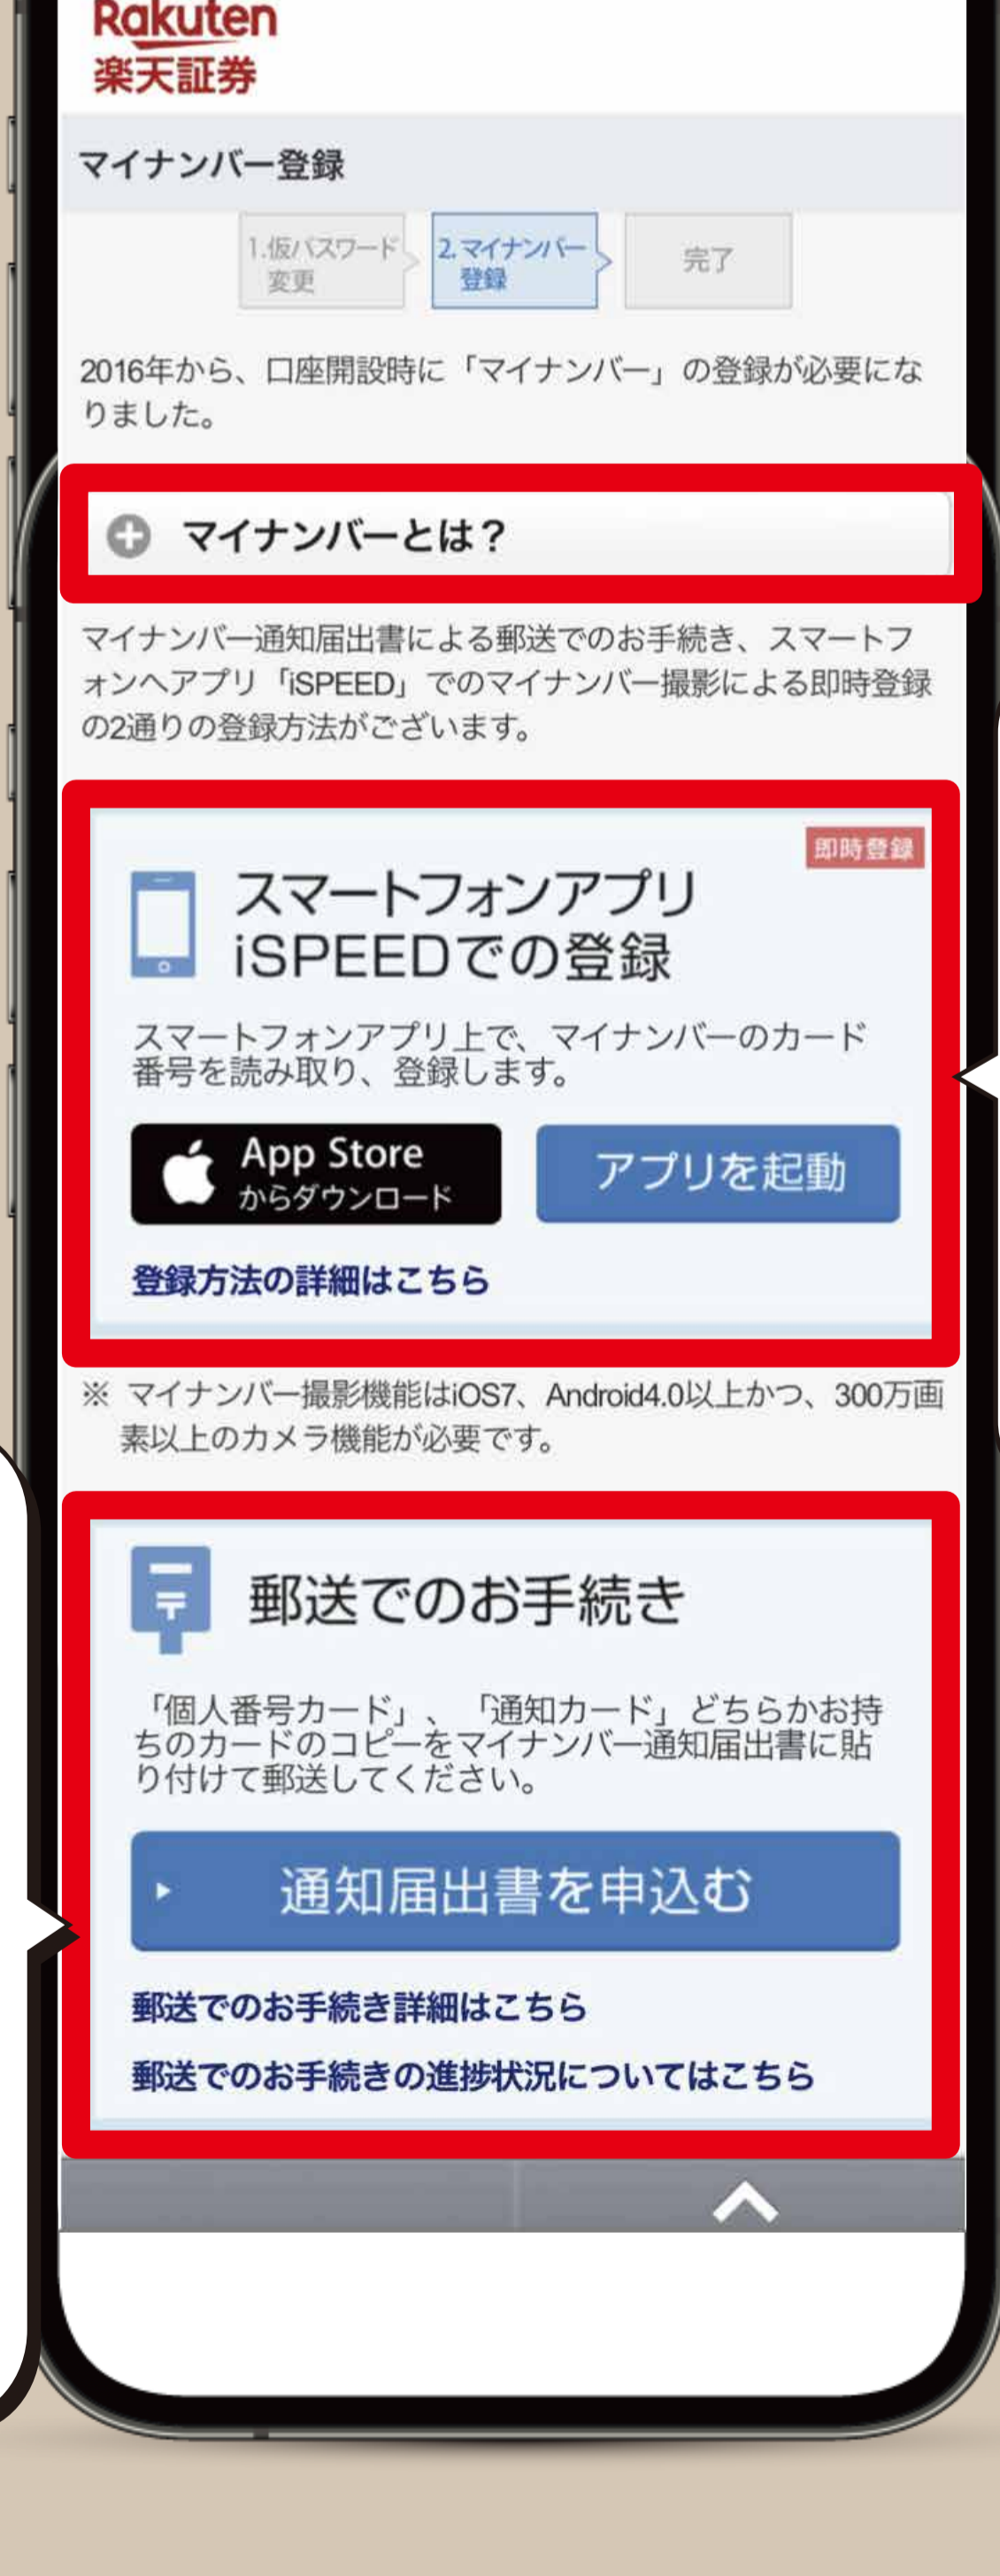 Rakuten
楽天証券
マイナンバー登録
1.仮パスワード
変更
2.マイナンバー
登録
完了
2016年から、口座開設時に「マイナンバー」の登録が必要にな
りました。
マイナンバーとは？
マイナンバー通知届出書による郵送でのお手続き、スマートフ
ォンへアプリ「iSPEED」でのマイナンバー撮影による即時登録
の2通りの登録方法がございます。
即時登録
スマートフォンアプリ
iSPEEDでの登録
スマートフォンアプリ上で、マイナンバーのカード
番号を読み取り、登録します。
App Store
からダウンロード
アプリを起動
登録方法の詳細はこちら
※ マイナンバー撮影機能はiOS7、Android4.0以上かつ、300万画
素以上のカメラ機能が必要です。
郵送でのお手続き
「個人番号カード」、「通知カード」どちらかお持
ちのカードのコピーをマイナンバー通知届出書に貼
り付けて郵送してください。
通知届出書を申込む
郵送でのお手続き詳細はこちら
郵送でのお手続きの進捗状況についてはこちら